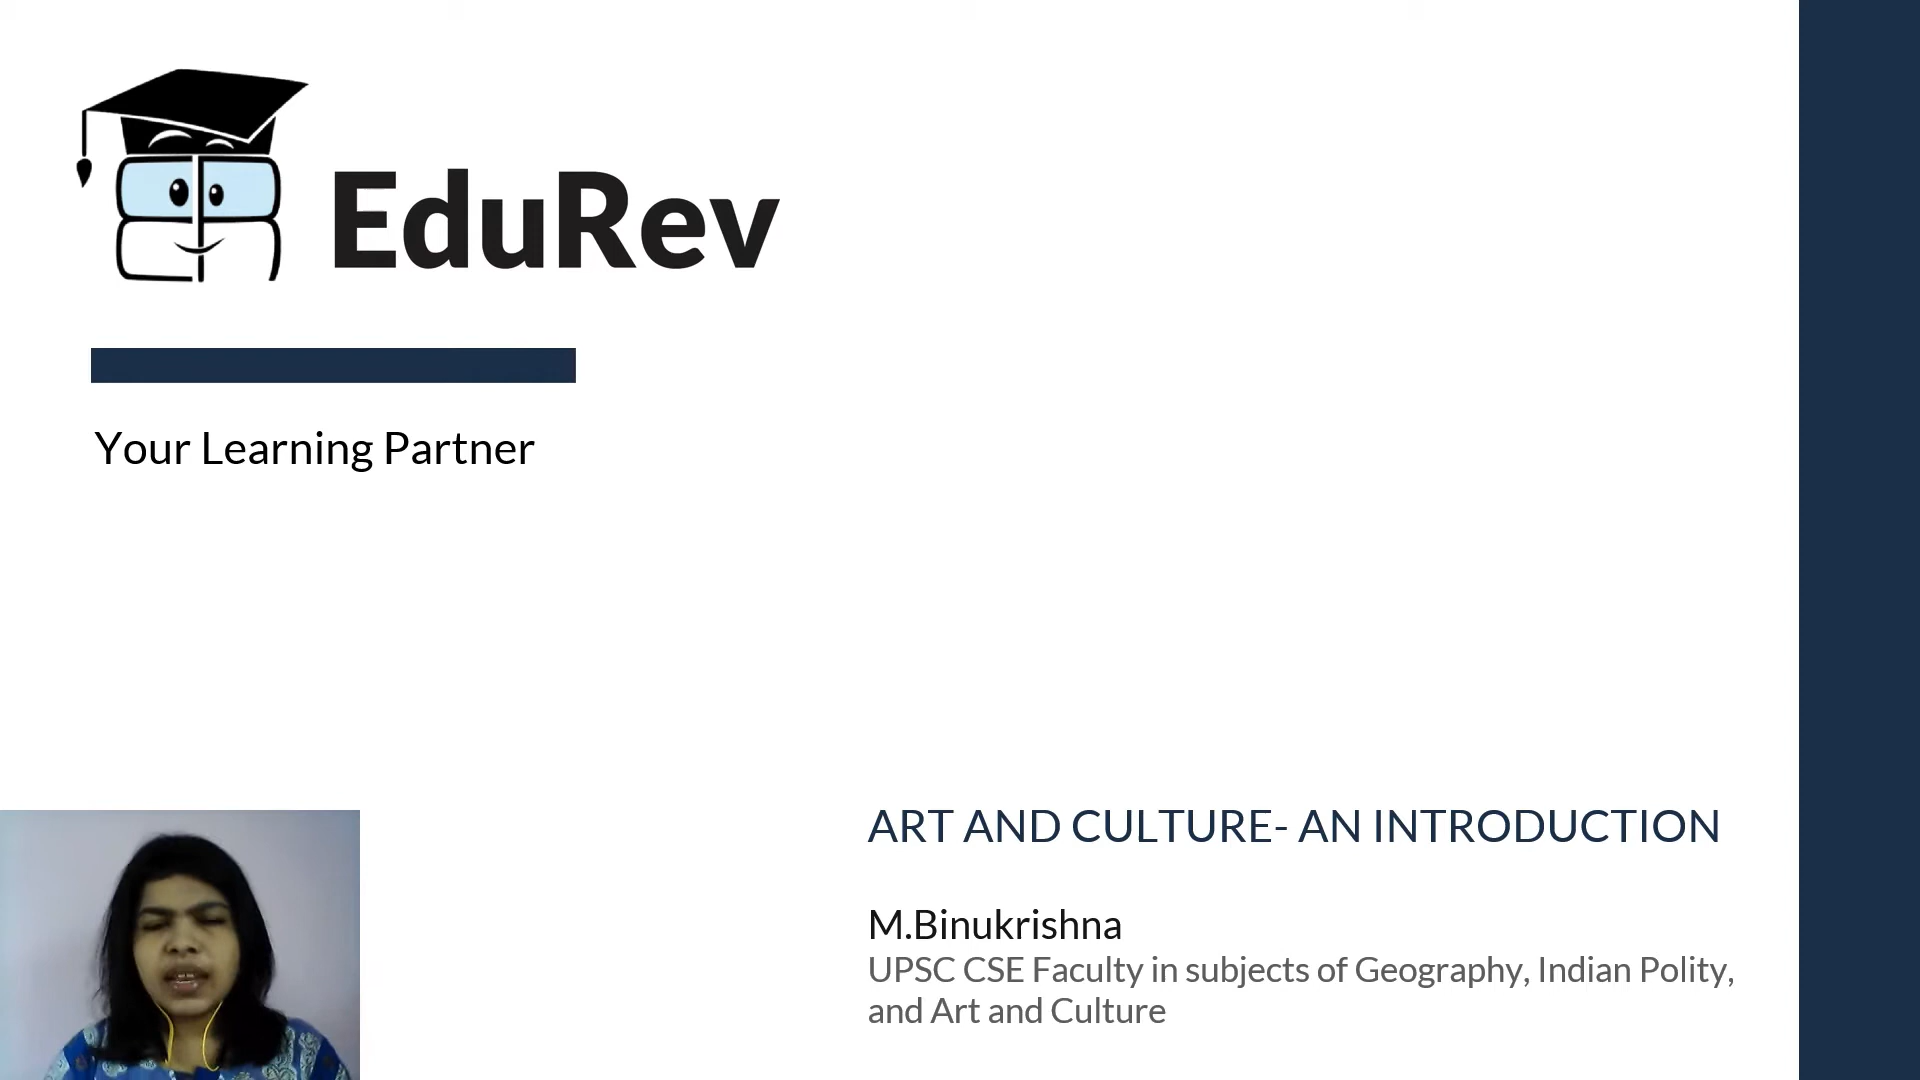 EduRev
Your Learning Partner
ART AND CULTURE- AN INTRODUCTION
M.Binukrishna
UPSC CSE Faculty in subjects of Geography, Indian Polity,
and Art and Culture